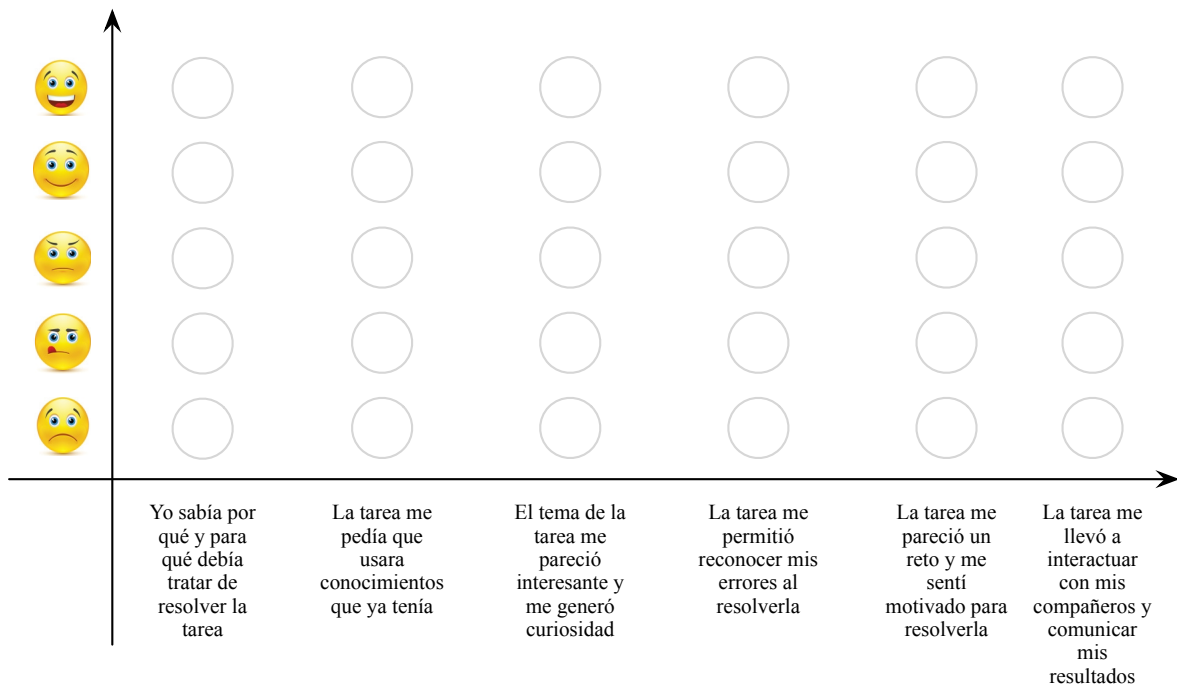 Yo sabía por
qué y para
qué debía
tratar de
resolver la
tarea
La tarea me
pedía que
usara
conocimientos
que ya tenía
El tema de la
tarea me
pareció
interesante y
me generó
curiosidad
La tarea me
permitió
reconocer mis
errores al
resolverla
La tarea me
pareció un
reto y me
sentí
motivado para
resolverla
La tarea me
llevó a
interactuar
con mis
compañeros y
comunicar
mis
resultados